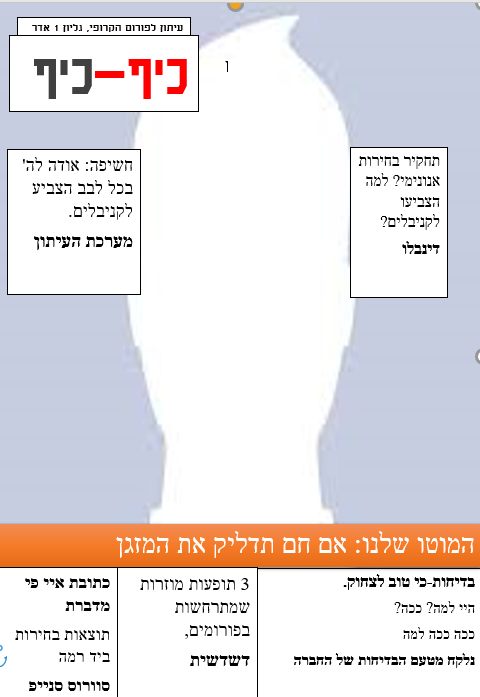 עיתון לפורום הקרופי, גליון 1 אדר
כיף-כיף
1
תחקיר בחירות
אנונימי? למה
הצביעו
לקניבלים?
דינבלו
חשיפה: אודה לה'
בכל לבב הצביע
לקניבלים.
מערכת העיתון
המוטו שלנו: אם חם תדליק את המזגן
בדיחות-כי טוב לצחוק.
היי למה? ככה?
ככה ככה למה
נלקח מטעם הבדיחות של החברה
3 תופעות מוזרות
שמתרחשות
בפורומים,
דשדשית
כתובת איי פי
מדברת
תוצאות בחירות
ביד רמה
סוורוס סנייפ